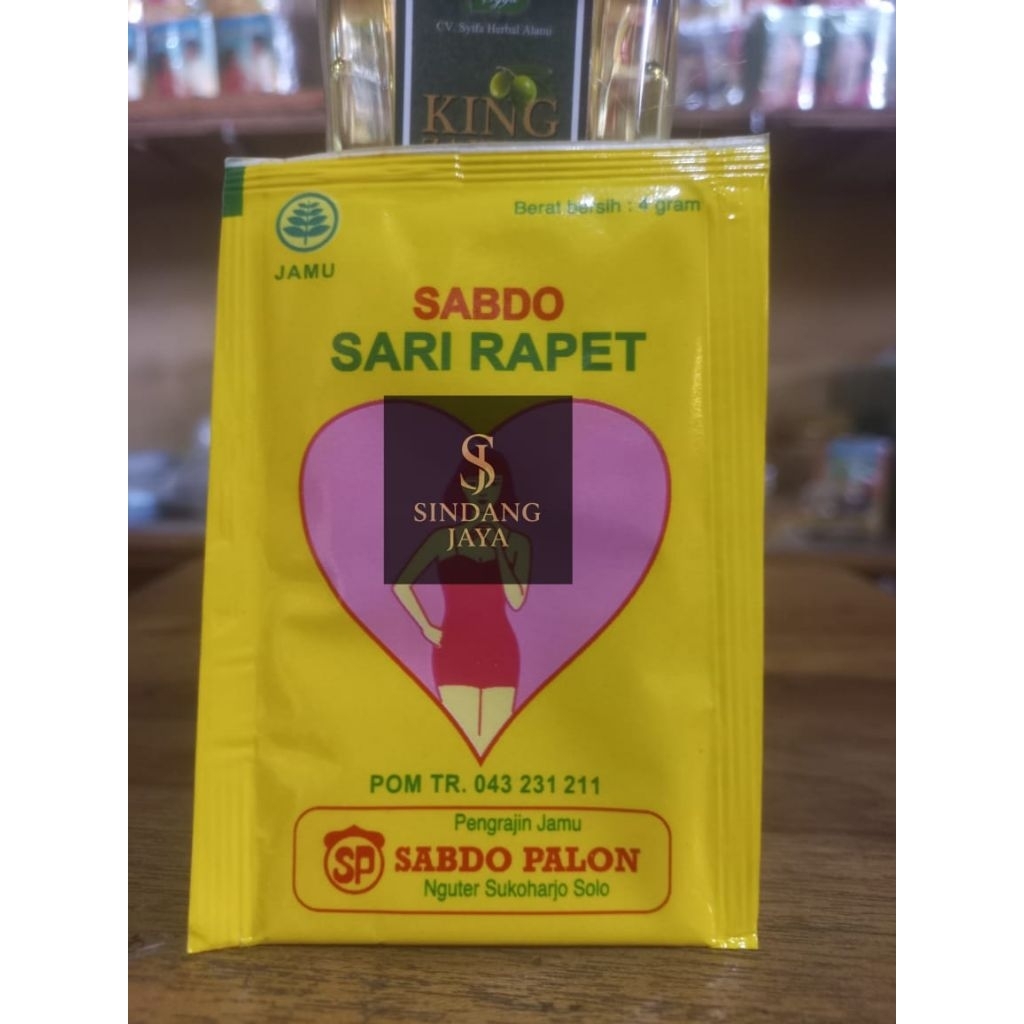 CV. Syifa Herbal Alami
KING
JAMU
Berat bersih : 4 gram
SABDO
SARI RAPET
SJ
SINDANG
JAYA
POM TR. 043 231 211
Pengrajin Jamu
SP SABDO PALON
Nguter Sukoharjo Solo